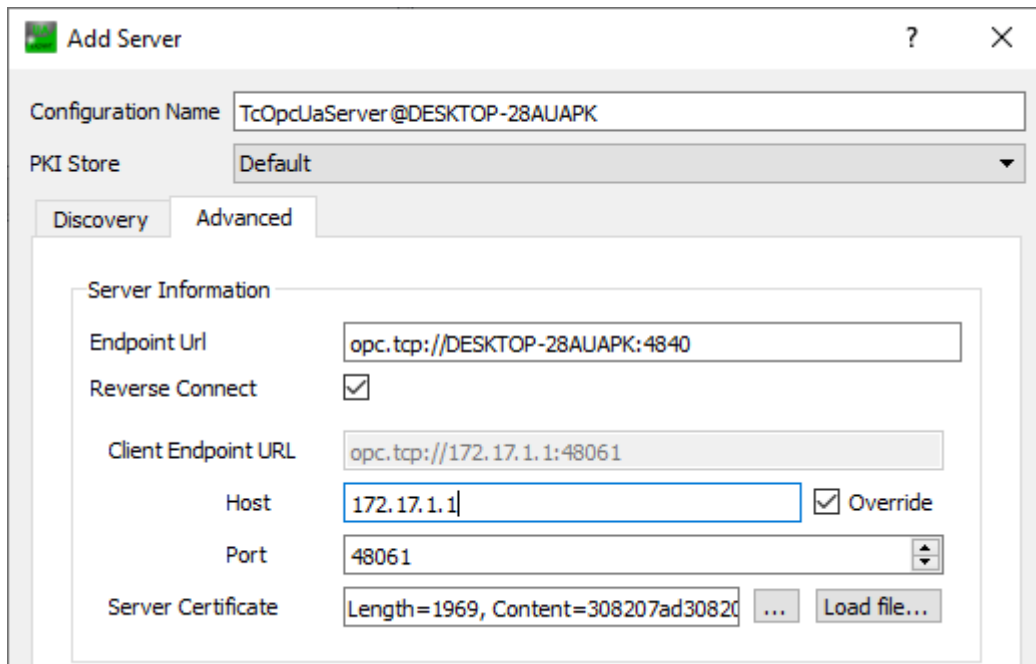 Add Server ?
Configuration Name TcOpcUaServer@DESKTOP-28AUAPK
PKI Store Default
Discovery Advanced
Server Information
Endpoint Url opc.tcp://DESKTOP-28AUAPK:4840
Reverse Connect
Client Endpoint URL opc.tcp://172.17.1.1:48061
Host 172.17.1.1 Override
Port 48061
Server Certificate Length=1969, Content=308207ad30820 ... Load file...